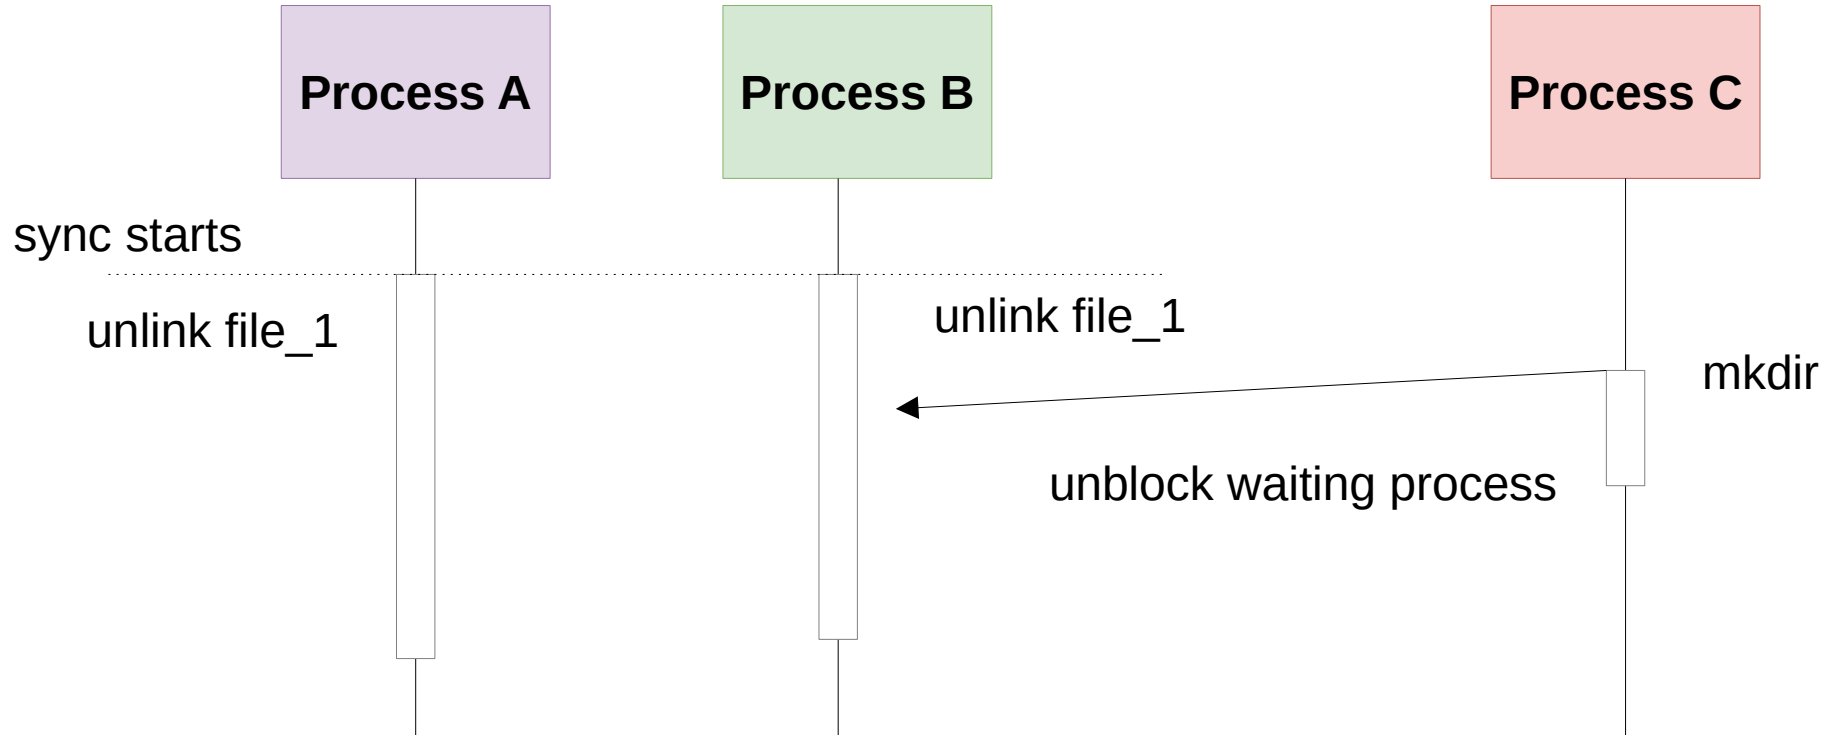 Process A
Process B
Process C
sync starts
unlink file_1
unlink file_1
mkdir
unblock waiting process